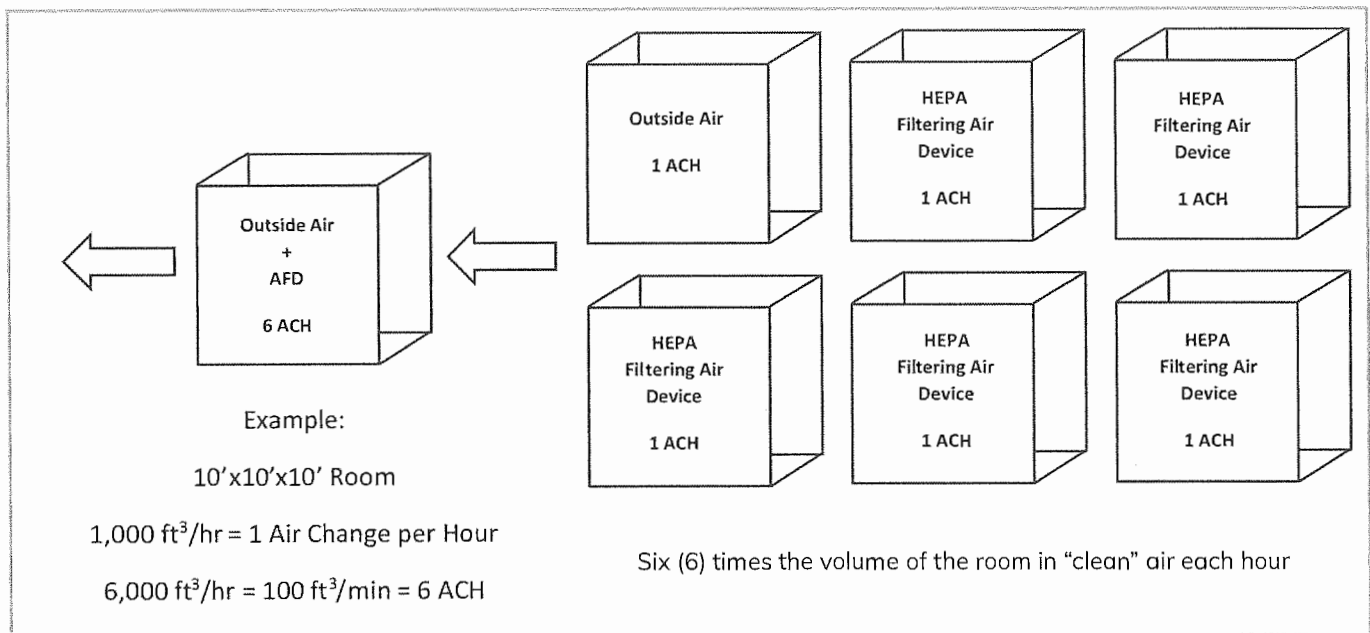 Outside Air
1 ACH
HEPA
Filtering Air
Device
1 ACH
HEPA
Filtering Air
Device
1 ACH
Outside Air
+
AFD
6 ACH
HEPA
Filtering Air
Device
1 ACH
HEPA
Filtering Air
Device
1 ACH
HEPA
Filtering Air
Device
1 ACH
Example:
10’x10’x10’ Room
1,000 ft³/hr = 1 Air Change per Hour
6,000 ft³/hr = 100 ft³/min = 6 ACH
Six (6) times the volume of the room in “clean” air each hour